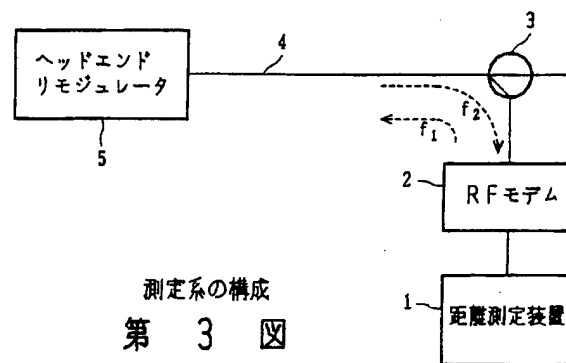 ヘッドエンド
リモジュレータ
5
4
3
f2
f1
2
RFモデム
1
距離測定装置
測定系の構成
第 3 図